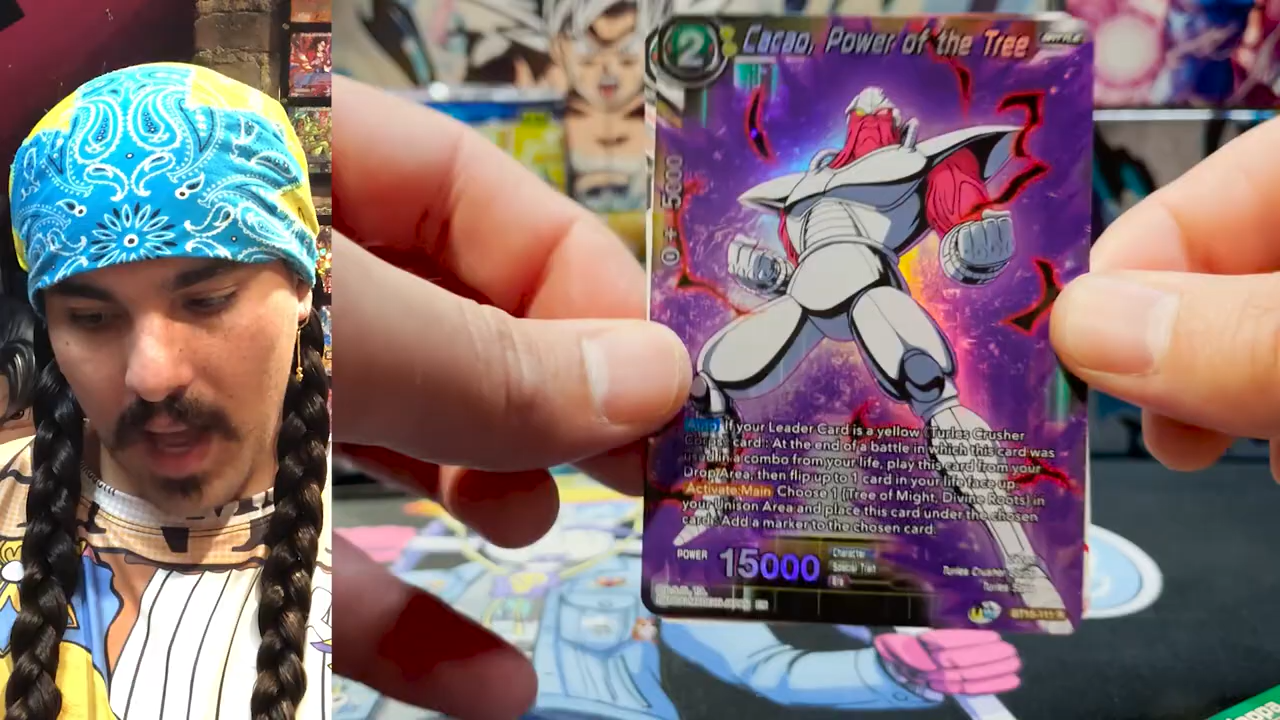 2
Cacao, Power of the Tree
BATTLE
0 + 5000
Auto If your Leader Card is a yellow ‹Turles Crusher
Corps› card : At the end of a battle in which this card was
used in a combo from your life, play this card from your
Drop Area, then flip up to 1 card in your life face up.
Activate:Main Choose 1 ‹Tree of Might, Divine Roots› in
your Unison Area and place this card under the chosen
card : Add a marker to the chosen card.
POWER 15000
Character
Special Trait
Era
Turles Crusher